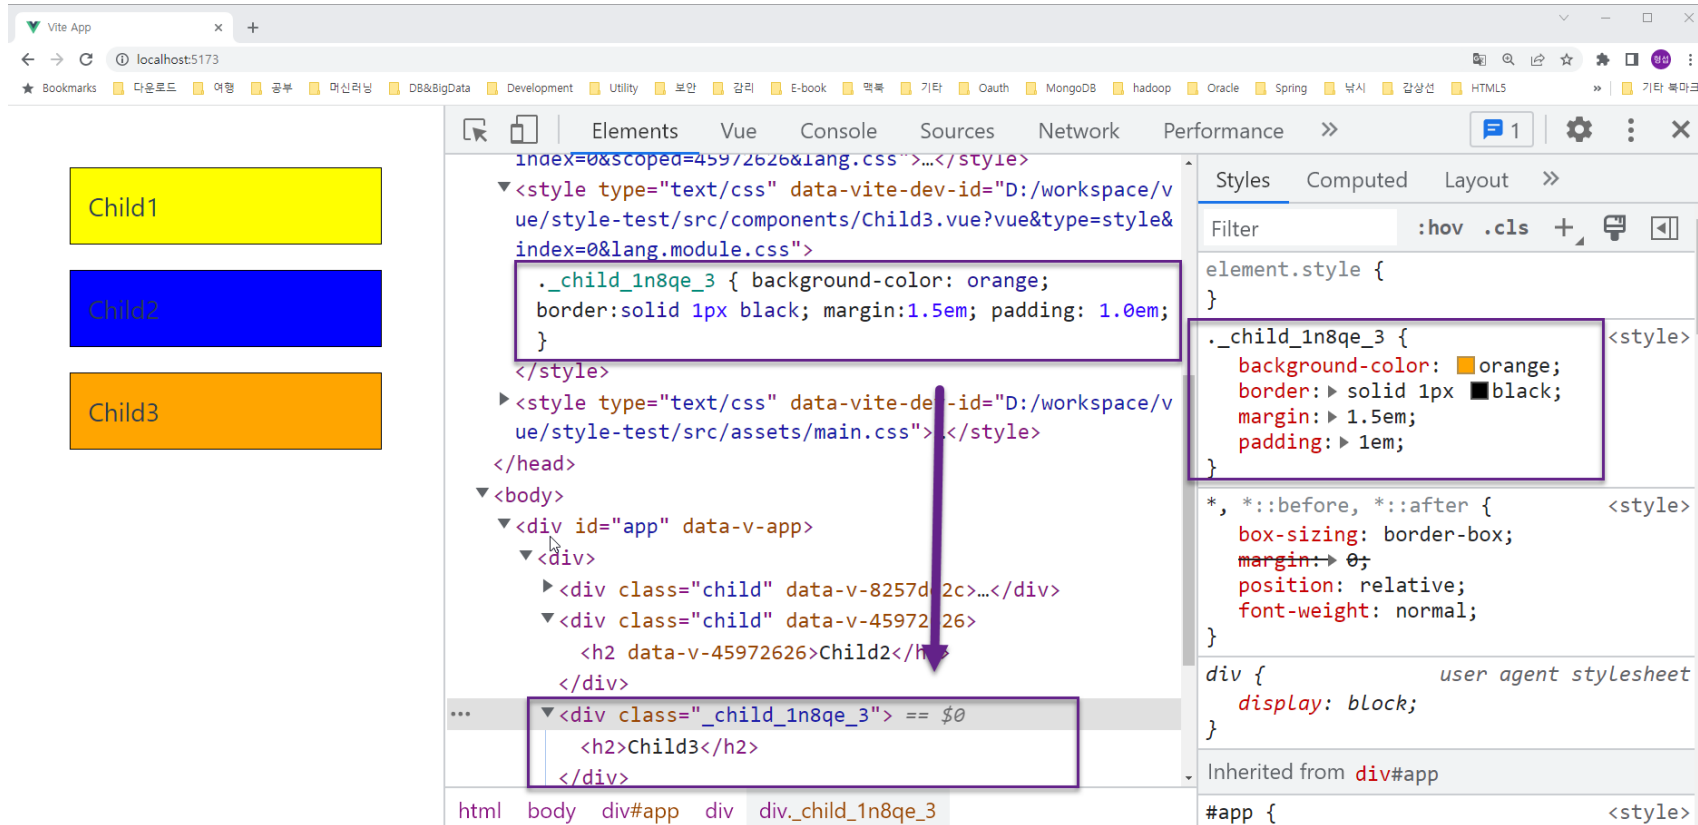 Vite App
localhost:5173
Bookmarks 다운로드 여행 공부 머신러닝 DB&BigData Development Utility 보안 감리 E-book 맥북 기타 Oauth MongoDB hadoop Oracle Spring 낚시 갑상선 HTML5 » 기타 북마크
형섭
Child1
Child2
Child3
Elements Vue Console Sources Network Performance » 1
index=0&scoped=45972626&lang.css">…</style>
<style type="text/css" data-vite-dev-id="D:/workspace/v
ue/style-test/src/components/Child3.vue?vue&type=style&
index=0&lang.module.css">
._child_1n8qe_3 { background-color: orange;
border:solid 1px black; margin:1.5em; padding: 1.0em;
}
</style>
<style type="text/css" data-vite-dev-id="D:/workspace/v
ue/style-test/src/assets/main.css">…</style>
</head>
<body>
<div id="app" data-v-app>
<div>
<div class="child" data-v-8257d 2c>…</div>
<div class="child" data-v-45972626>
<h2 data-v-45972626>Child2</h2>
</div>
<div class="_child_1n8qe_3"> == $0
<h2>Child3</h2>
</div>
html body div#app div div._child_1n8qe_3
Styles Computed Layout »
Filter :hov .cls
element.style {
}
._child_1n8qe_3 { <style>
background-color: orange;
border: solid 1px black;
margin: 1.5em;
padding: 1em;
}
*, *::before, *::after { <style>
box-sizing: border-box;
margin: 0;
position: relative;
font-weight: normal;
}
div { user agent stylesheet
display: block;
}
Inherited from div#app
#app { <style>